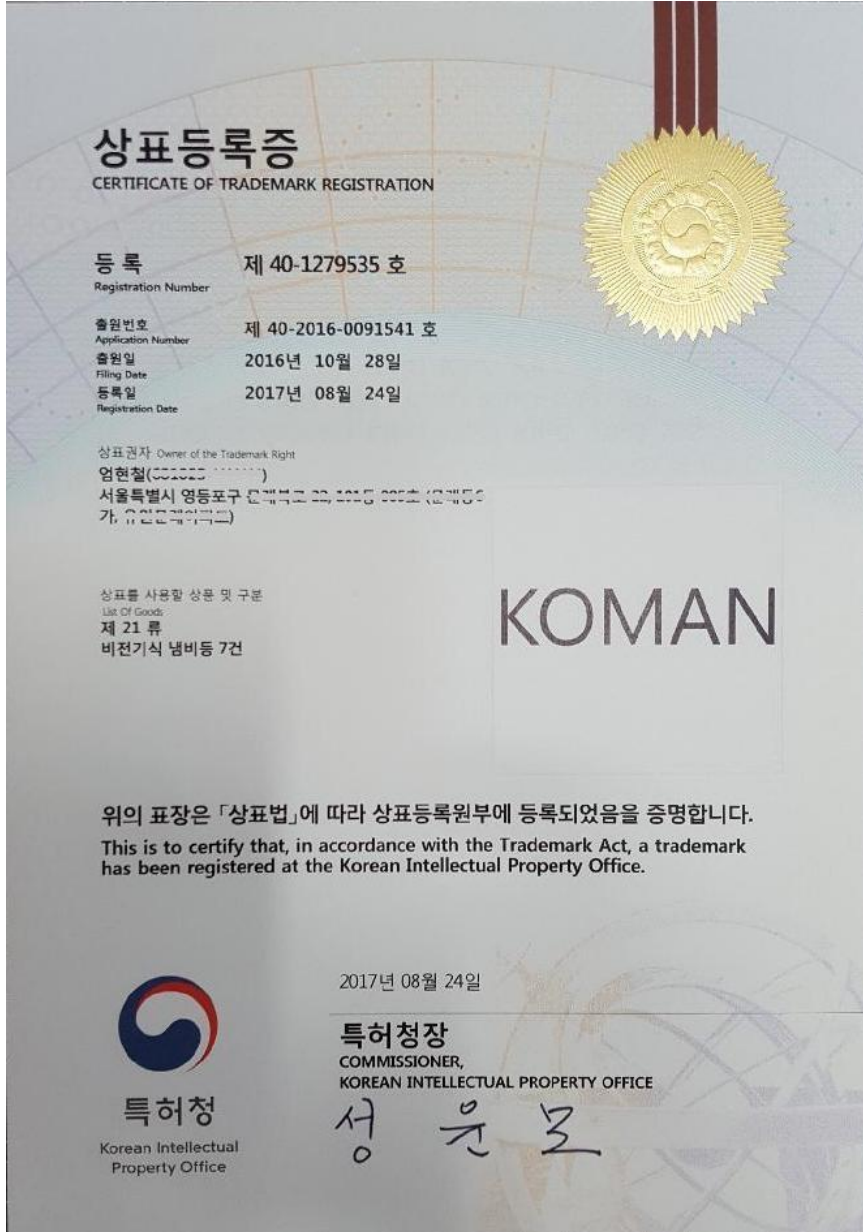 상표등록증
CERTIFICATE OF TRADEMARK REGISTRATION
등 록 제 40-1279535 호
Registration Number
출원번호 제 40-2016-0091541 호
Application Number
출원일 2016년 10월 28일
Filing Date
등록일 2017년 08월 24일
Registration Date
상표권자 Owner of the Trademark Right
엄현철(
서울특별시 영등포구
가,
상표를 사용할 상품 및 구분
List Of Goods
제 21 류
비전기식 냄비등 7건
KOMAN
위의 표장은 「상표법」에 따라 상표등록원부에 등록되었음을 증명합니다.
This is to certify that, in accordance with the Trademark Act, a trademark
has been registered at the Korean Intellectual Property Office.
2017년 08월 24일
특허청장
COMMISSIONER,
KOREAN INTELLECTUAL PROPERTY OFFICE
성윤모
특허청
Korean Intellectual
Property Office